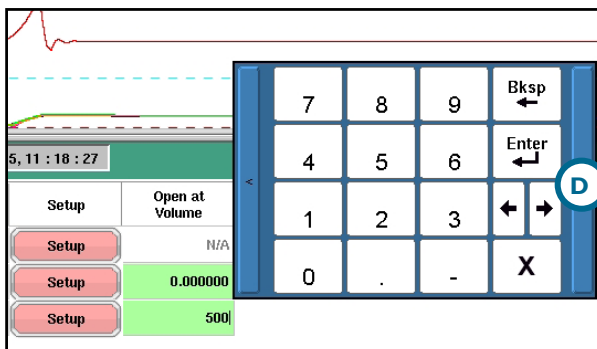 7 8 9 Bksp
4 5 6 Enter
1 2 3
0 . - X
<
D
5, 11 : 18 : 27
Setup Open at Volume
Setup N/A
Setup 0.000000
Setup 500